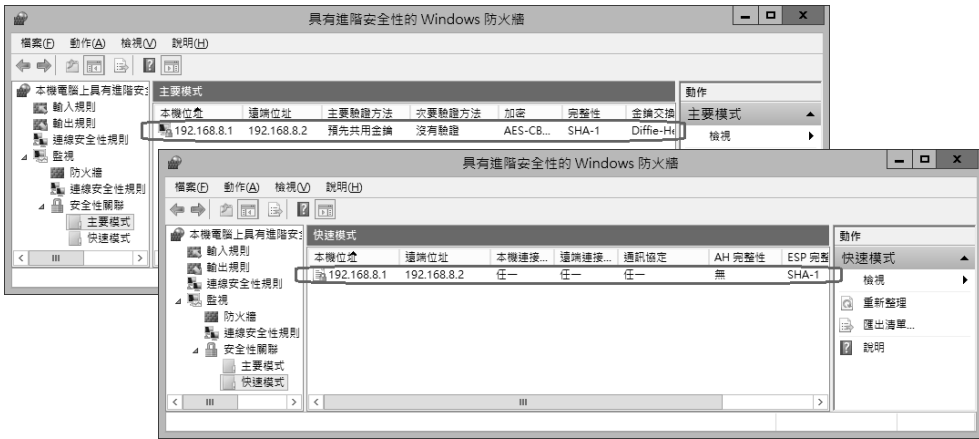 具有進階安全性的 Windows 防火牆
檔案(F) 動作(A) 檢視(V) 說明(H)
本機電腦上具有進階安全
輸入規則
輸出規則
連線安全性規則
監視
防火牆
連線安全性規則
安全性關聯
主要模式
快速模式
主要模式
本機位址 遠端位址 主要驗證方法 次要驗證方法 加密 完整性 金鑰交換
192.168.8.1 192.168.8.2 預先共用金鑰 沒有驗證 AES-CB... SHA-1 Diffie-He
動作
主要模式
檢視
具有進階安全性的 Windows 防火牆
檔案(F) 動作(A) 檢視(V) 說明(H)
本機電腦上具有進階安全
輸入規則
輸出規則
連線安全性規則
監視
防火牆
連線安全性規則
安全性關聯
主要模式
快速模式
快速模式
本機位址 遠端位址 本機連接... 遠端連接... 通訊協定 AH 完整性 ESP 完整
192.168.8.1 192.168.8.2 任一 任一 任一 無 SHA-1
動作
快速模式
檢視
重新整理
匯出清單...
說明